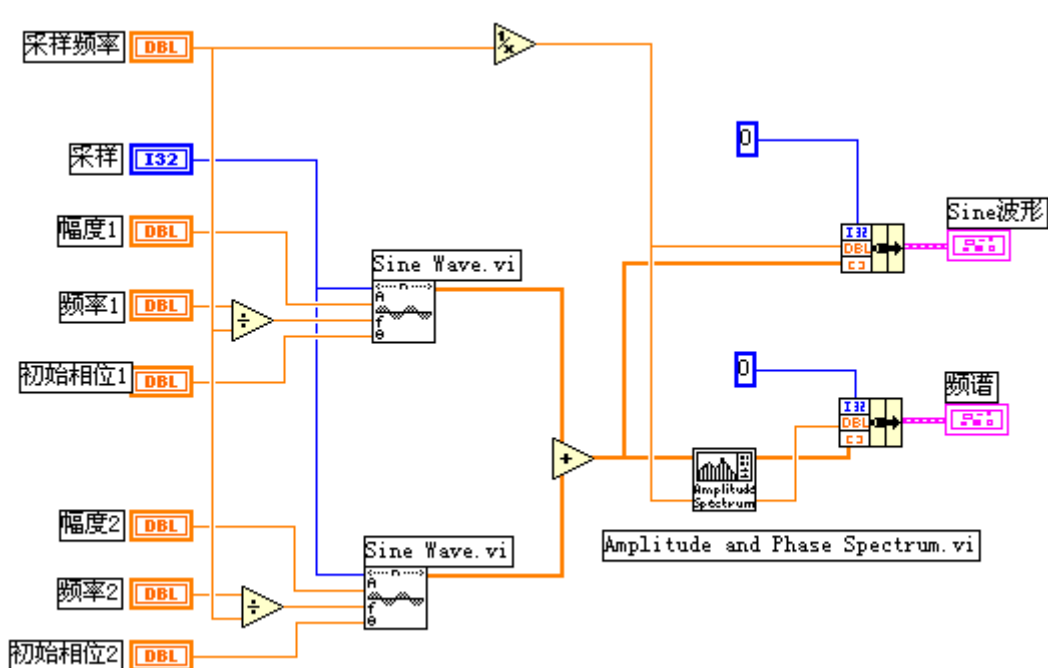 采样频率 DBL
1/x
采样 I32
0
幅度1 DBL
Sine波形
I32
DBL
[]
Sine Wave.vi
n
A
f
θ
频率1 DBL
÷
初始相位1 DBL
0
频谱
I32
DBL
[]
+
Amplitude
Spectrum
Amplitude and Phase Spectrum.vi
幅度2 DBL
Sine Wave.vi
n
A
f
θ
频率2 DBL
÷
初始相位2 DBL